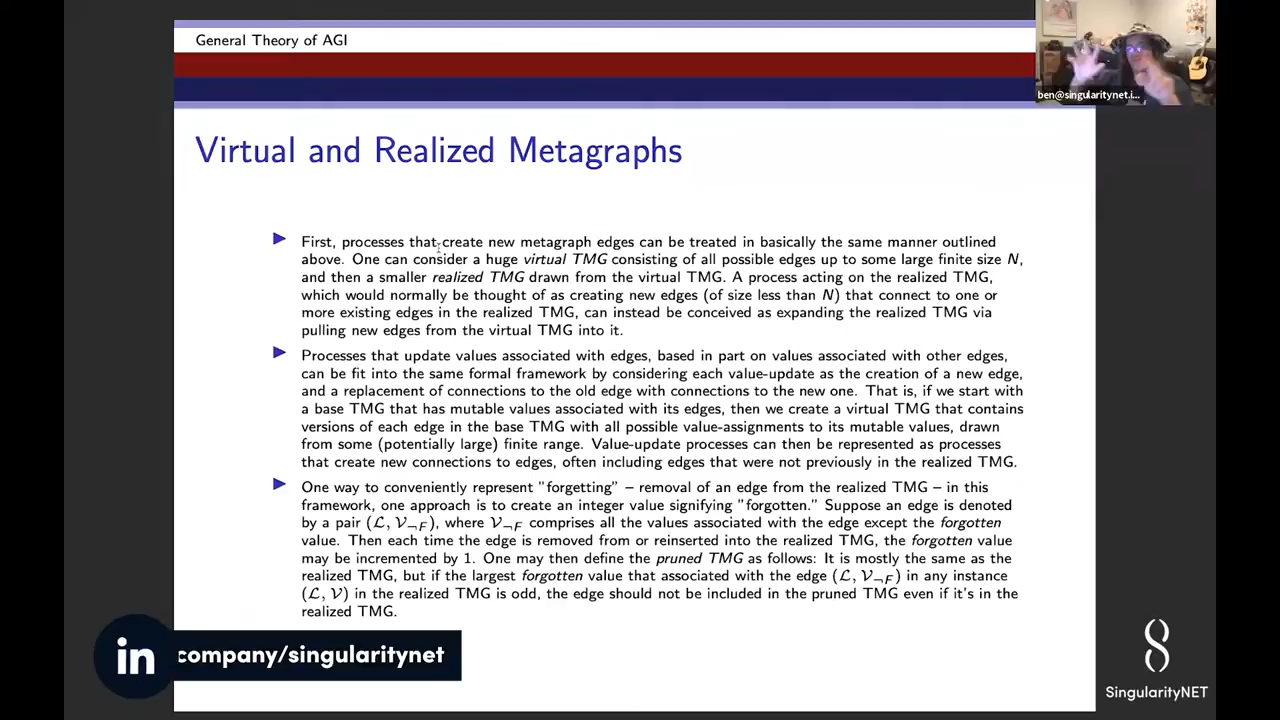 General Theory of AGI
ben@singularitynet.i...
Virtual and Realized Metagraphs
First, processes that create new metagraph edges can be treated in basically the same manner outlined
above. One can consider a huge virtual TMG consisting of all possible edges up to some large finite size N,
and then a smaller realized TMG drawn from the virtual TMG. A process acting on the realized TMG,
which would normally be thought of as creating new edges (of size less than N) that connect to one or
more existing edges in the realized TMG, can instead be conceived as expanding the realized TMG via
pulling new edges from the virtual TMG into it.
Processes that update values associated with edges, based in part on values associated with other edges,
can be fit into the same formal framework by considering each value-update as the creation of a new edge,
and a replacement of connections to the old edge with connections to the new one. That is, if we start with
a base TMG that has mutable values associated with its edges, then we create a virtual TMG that contains
versions of each edge in the base TMG with all possible value-assignments to its mutable values, drawn
from some (potentially large) finite range. Value-update processes can then be represented as processes
that create new connections to edges, often including edges that were not previously in the realized TMG.
One way to conveniently represent "forgetting" – removal of an edge from the realized TMG – in this
framework, one approach is to create an integer value signifying "forgotten." Suppose an edge is denoted
by a pair (ℒ, 𝒱¬F), where 𝒱¬F comprises all the values associated with the edge except the forgotten
value. Then each time the edge is removed from or reinserted into the realized TMG, the forgotten value
may be incremented by 1. One may then define the pruned TMG as follows: It is mostly the same as the
realized TMG, but if the largest forgotten value that associated with the edge (ℒ, 𝒱¬F) in any instance
(ℒ, 𝒱) in the realized TMG is odd, the edge should not be included in the pruned TMG even if it's in the
realized TMG.
in company/singularitynet
SingularityNET